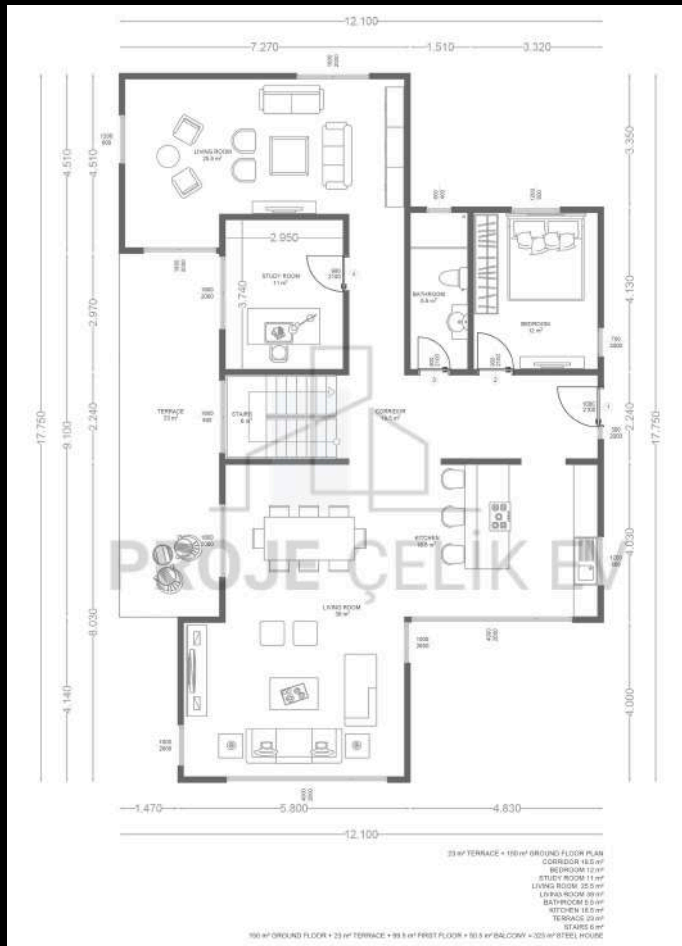 12.100
7.270
1.510
3.320
17.750
9.100
4.510
4.140
4.510
2.970
2.240
8.030
3.350
4.130
2.240
4.030
4.000
17.750
LIVING ROOM
2.950
3.740
STUDY ROOM
11 m²
BATHROOM
BEDROOM
12 m²
TERRACE
23 m²
STAIRS
6 m²
CORRIDOR
KITCHEN
PROJE ÇELİK EV
LIVING ROOM
1.470
5.800
4.830
12.100
23 m² TERRACE + 150 m² GROUND FLOOR PLAN
CORRIDOR 18.5 m²
BEDROOM 12 m²
STUDY ROOM 11 m²
LIVING ROOM 25.5 m²
LIVING ROOM 39 m²
BATHROOM 5.5 m²
KITCHEN 18.5 m²
TERRACE 23 m²
STAIRS 6 m²
150 m² GROUND FLOOR + 23 m² TERRACE + 99.5 m² FIRST FLOOR + 50.5 m² BALCONY = 323 m² STEEL HOUSE